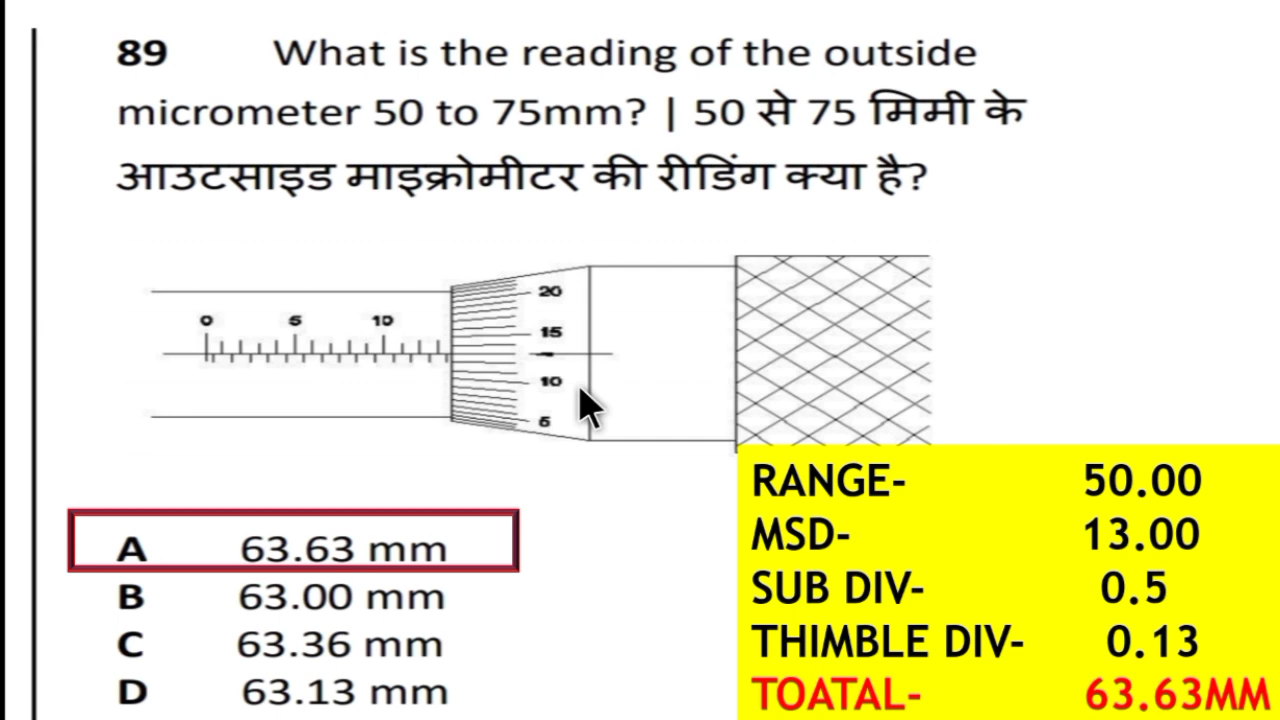 89 What is the reading of the outside
micrometer 50 to 75mm? | 50 से 75 मिमी के
आउटसाइड माइक्रोमीटर की रीडिंग क्या है?
0 5 10
20
15
10
5
A 63.63 mm
B 63.00 mm
C 63.36 mm
D 63.13 mm
RANGE- 50.00
MSD- 13.00
SUB DIV- 0.5
THIMBLE DIV- 0.13
TOATAL- 63.63MM